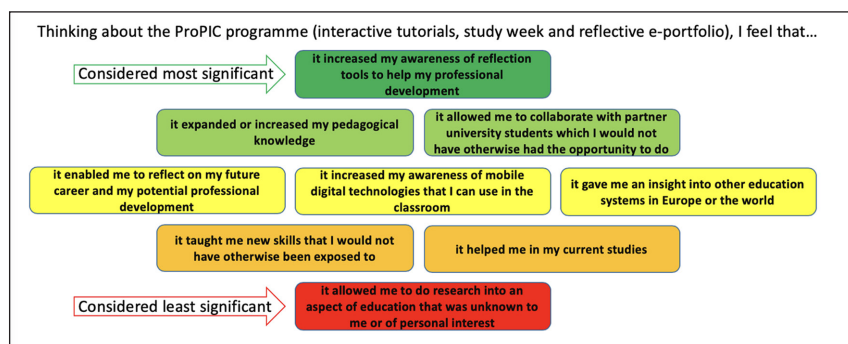 Thinking about the ProPIC programme (interactive tutorials, study week and reflective e-portfolio), I feel that…
Considered most significant
it increased my awareness of reflection
tools to help my professional
development
it expanded or increased my pedagogical
knowledge
it allowed me to collaborate with partner
university students which I would not
have otherwise had the opportunity to do
it enabled me to reflect on my future
career and my potential professional
development
it increased my awareness of mobile
digital technologies that I can use in the
classroom
it gave me an insight into other education
systems in Europe or the world
it taught me new skills that I would not
have otherwise been exposed to
it helped me in my current studies
Considered least significant
it allowed me to do research into an
aspect of education that was unknown to
me or of personal interest